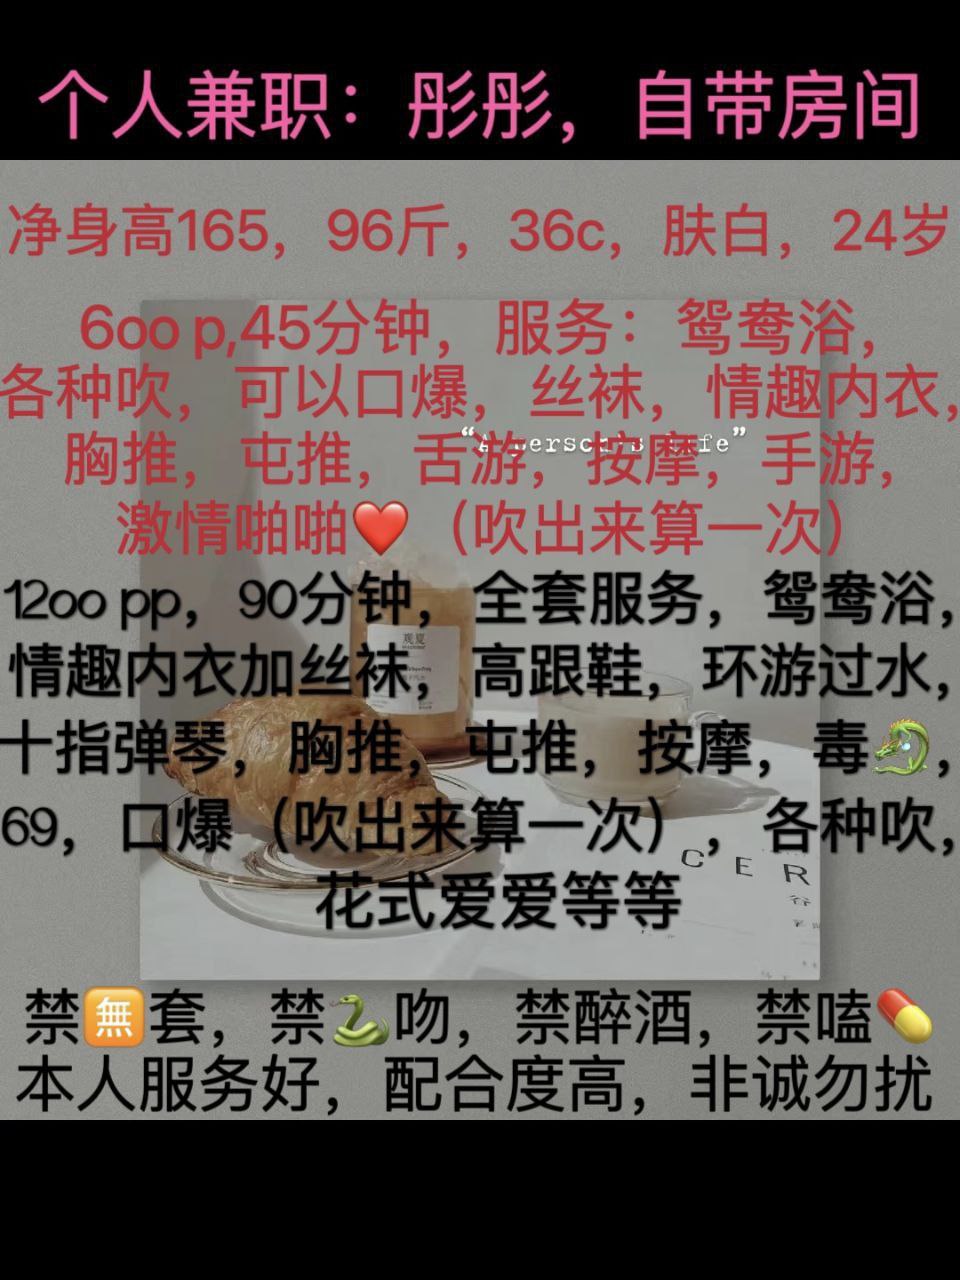 个人兼职：彤彤，自带房间
净身高165，96斤，36c，肤白，24岁
6oo p,45分钟，服务：鸳鸯浴，
各种吹，可以口爆，丝袜，情趣内衣，
“A person's life”
胸推，屯推，舌游，按摩，手游，
激情啪啪❤️（吹出来算一次）
12oo pp，90分钟，全套服务，鸳鸯浴，
观夏
情趣内衣加丝袜，高跟鞋，环游过水，
十指弹琴，胸推，屯推，按摩，毒🐉，
69，口爆（吹出来算一次），各种吹，
CER
花式爱爱等等
禁🈚套，禁🐍吻，禁醉酒，禁嗑💊
本人服务好，配合度高，非诚勿扰